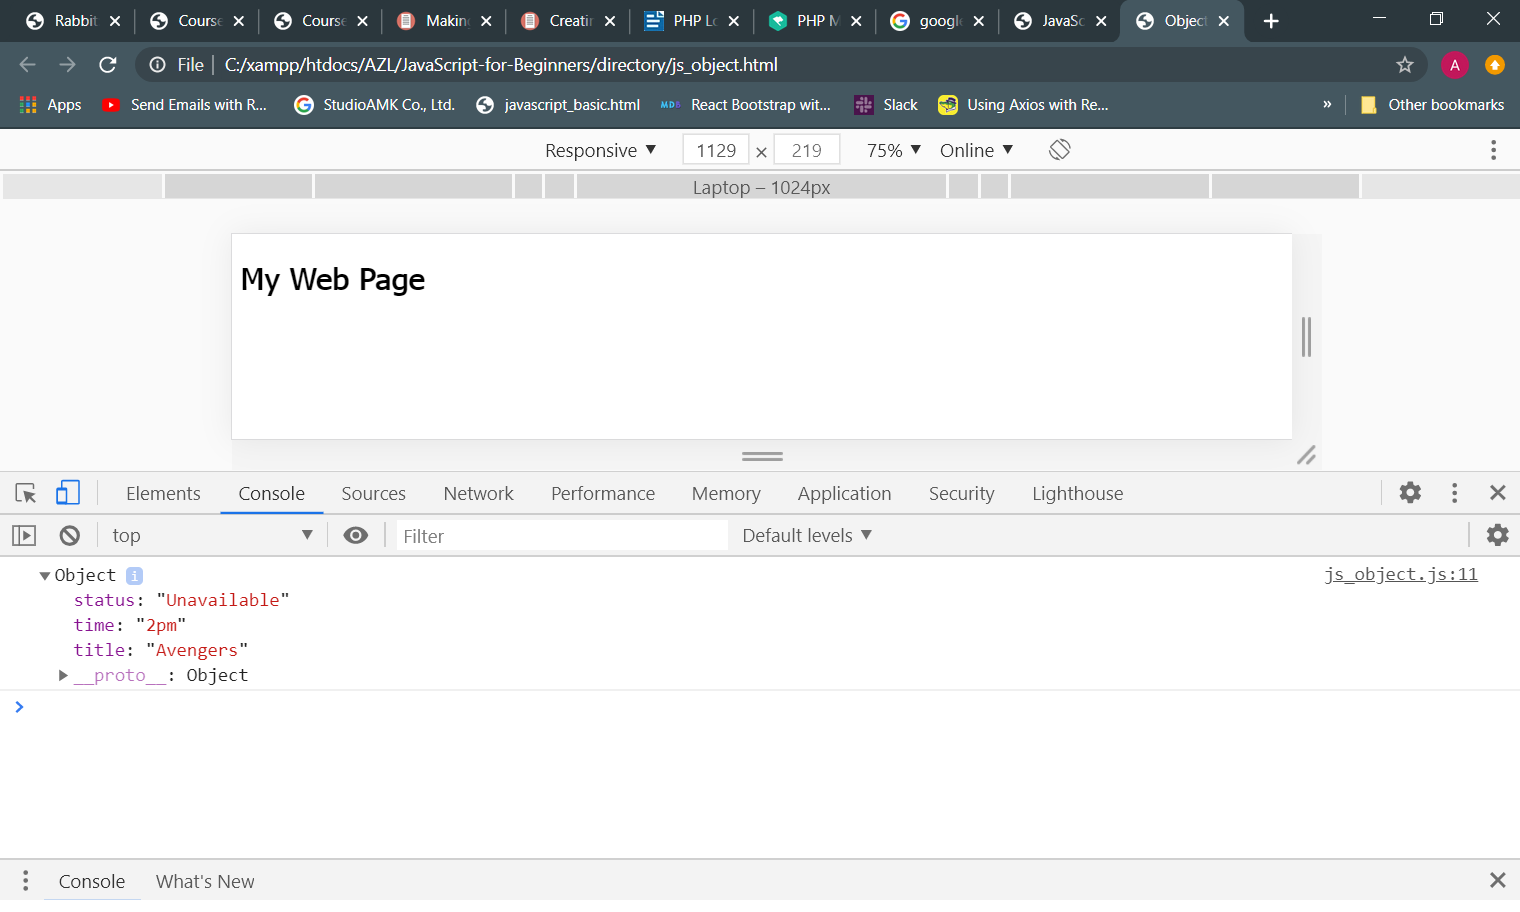 Rabbit Course Course Making Creatin PHP Lo PHP M google JavaSc Object
File C:/xampp/htdocs/AZL/JavaScript-for-Beginners/directory/js_object.html
A
Apps Send Emails with R... StudioAMK Co., Ltd. javascript_basic.html MDB React Bootstrap wit... Slack Using Axios with Re... » Other bookmarks
Responsive ▼ 1129 × 219 75% ▼ Online ▼
Laptop – 1024px
My Web Page
Elements Console Sources Network Performance Memory Application Security Lighthouse
top ▼ Filter Default levels ▼
▼Object i js_object.js:11
status: "Unavailable"
time: "2pm"
title: "Avengers"
▶__proto__: Object
>
Console What's New